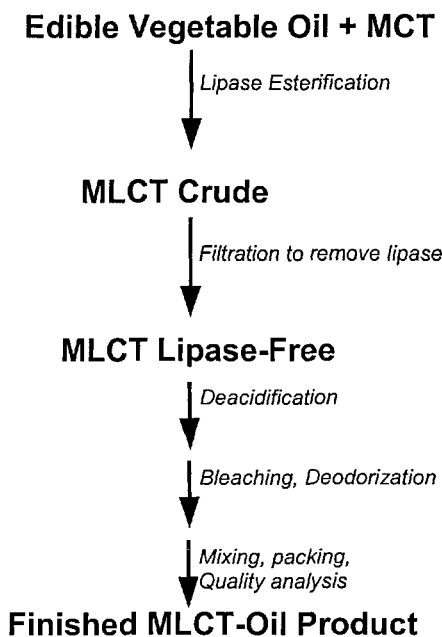 Edible Vegetable Oil + MCT
Lipase Esterification
MLCT Crude
Filtration to remove lipase
MLCT Lipase-Free
Deacidification
Bleaching, Deodorization
Mixing, packing,
Quality analysis
Finished MLCT-Oil Product